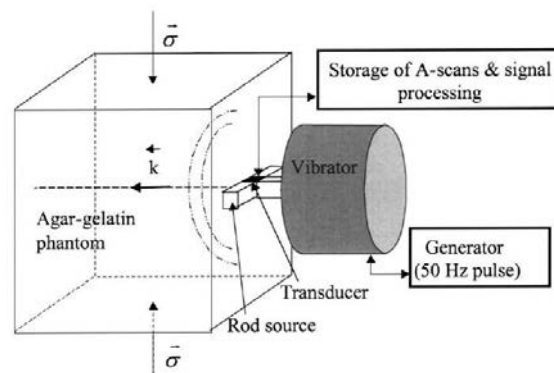 σ
Storage of A-scans & signal
processing
k
Vibrator
Agar-gelatin
phantom
Generator
(50 Hz pulse)
Transducer
Rod source
σ